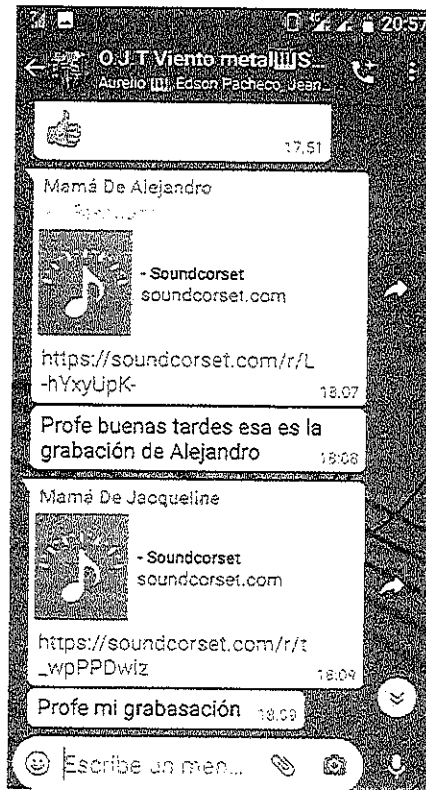 20:57
O.J.T Viento metal
Aurelio Edson Pacheco, Jean
17:51
Mamá De Alejandro
- Soundcorset
soundcorset.com
https://soundcorset.com/r/L
-hYxyUpK-
18:07
Profe buenas tardes esa es la
grabación de Alejandro
18:08
Mamá De Jacqueline
- Soundcorset
soundcorset.com
https://soundcorset.com/r/t
_wpPPDwIz
18:09
Profe mi grabasación
18:09
Escribe un men...